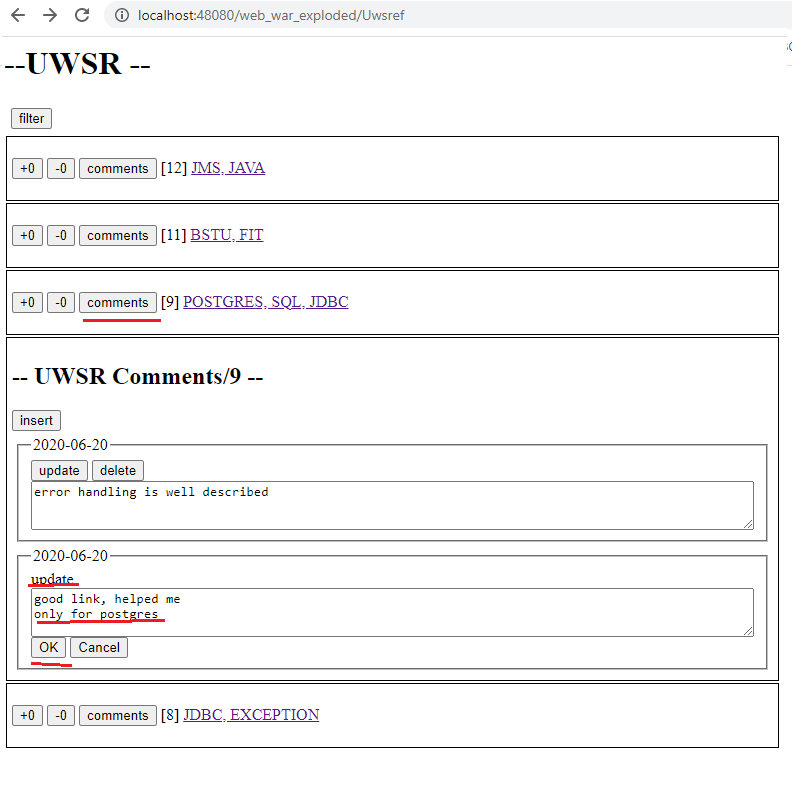 localhost:48080/web_war_exploded/Uwsref
--UWSR --
filter
+0 -0 comments [12] JMS, JAVA
+0 -0 comments [11] BSTU, FIT
+0 -0 comments [9] POSTGRES, SQL, JDBC
-- UWSR Comments/9 --
insert
2020-06-20
update delete
error handling is well described
2020-06-20
update
good link, helped me
only for postgres
OK Cancel
+0 -0 comments [8] JDBC, EXCEPTION